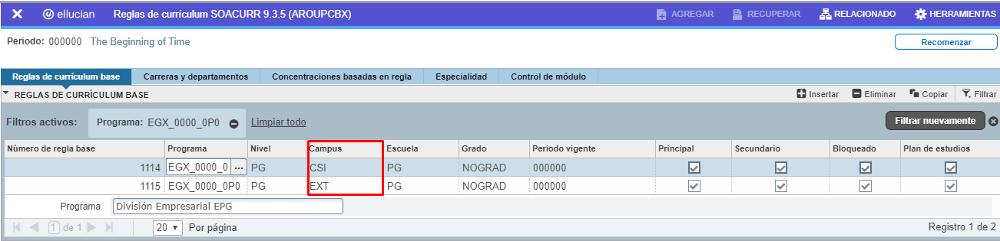 ellucian Reglas de currículum SOACURR 9.3.5 (AROUPCBX) AGREGAR RECUPERAR RELACIONADO HERRAMIENTAS
Periodo: 000000 The Beginning of Time Recomenzar
Reglas de currículum base Carreras y departamentos Concentraciones basadas en regla Especialidad Control de módulo
REGLAS DE CURRÍCULUM BASE Insertar Eliminar Copiar Filtrar
Filtros activos: Programa: EGX_0000_0P0 Limpiar todo Filtrar nuevamente
Número de regla base Programa Nivel Campus Escuela Grado Periodo vigente Principal Secundario Bloqueado Plan de estudios
1114 EGX_0000_0 ... PG CSI PG NOGRAD 000000
1115 EGX_0000_0P0 PG EXT PG NOGRAD 000000
Programa División Empresarial EPG
1 de 1 20 Por página Registro 1 de 2